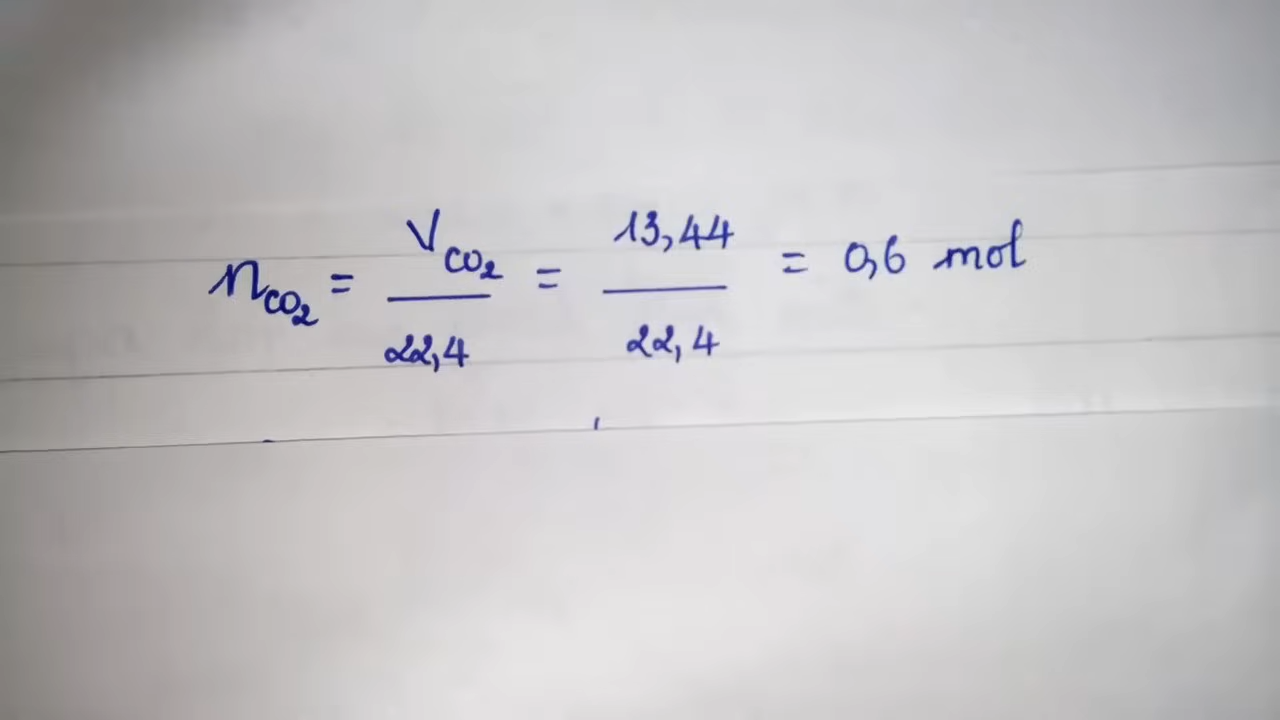 n_CO₂ = V_CO₂ / 22,4 = 13,44 / 22,4 = 0,6 mol